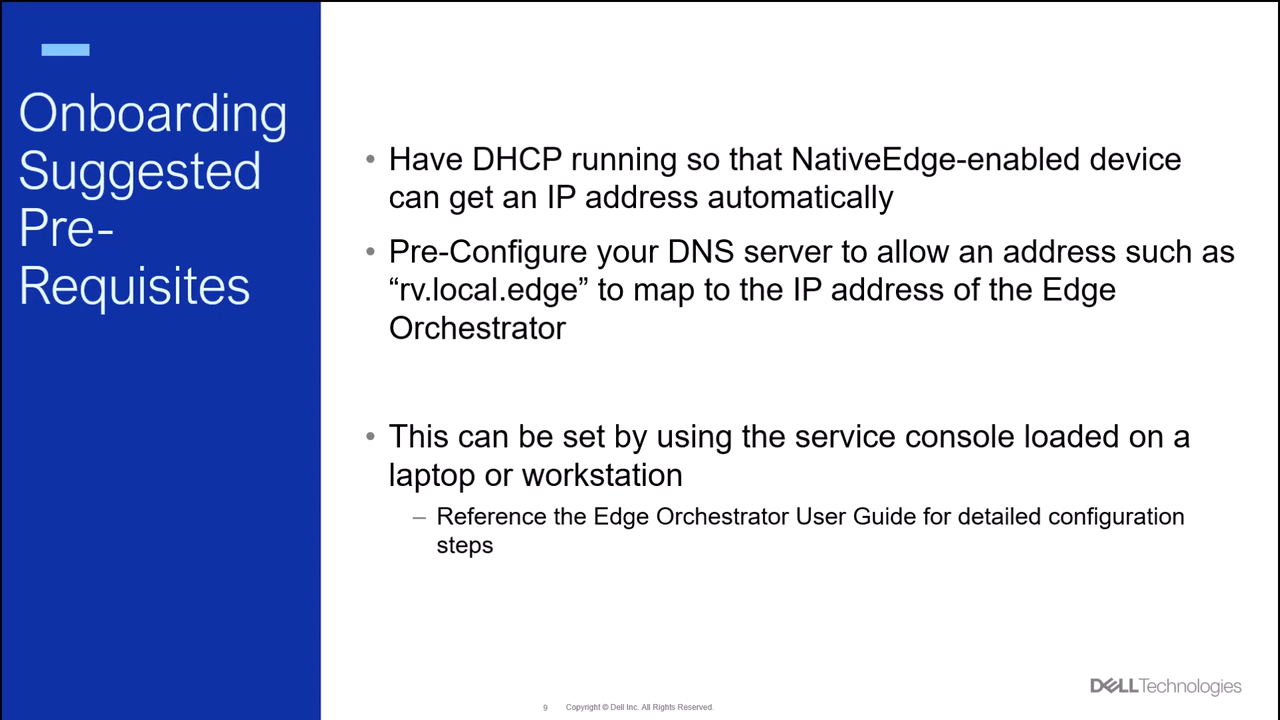 Onboarding
Suggested
Pre-
Requisites
• Have DHCP running so that NativeEdge-enabled device
can get an IP address automatically
• Pre-Configure your DNS server to allow an address such as
“rv.local.edge” to map to the IP address of the Edge
Orchestrator
• This can be set by using the service console loaded on a
laptop or workstation
– Reference the Edge Orchestrator User Guide for detailed configuration
steps
DELL Technologies
9 Copyright © Dell Inc. All Rights Reserved.